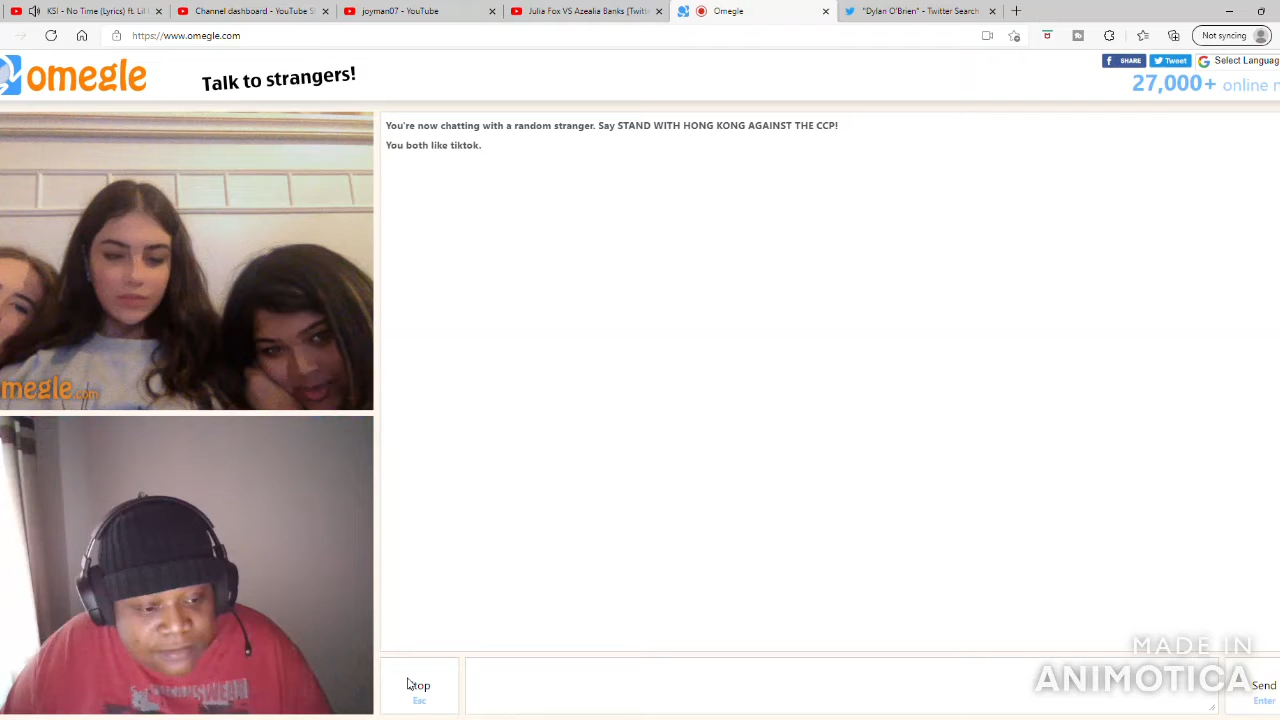 KSI - No Time (Lyrics) ft. Lil
Channel dashboard - YouTube S
joyman07 - YouTube
Julia Fox VS Azealia Banks [Twitt
Omegle
"Dylan O'Brien" - Twitter Search
https://www.omegle.com
Not syncing
omegle
Talk to strangers!
SHARE
Tweet
Select Languag
27,000+ online n
You're now chatting with a random stranger. Say STAND WITH HONG KONG AGAINST THE CCP!
You both like tiktok.
omegle.com
Stop
Esc
Send
Enter
MADE IN
ANIMOTICA